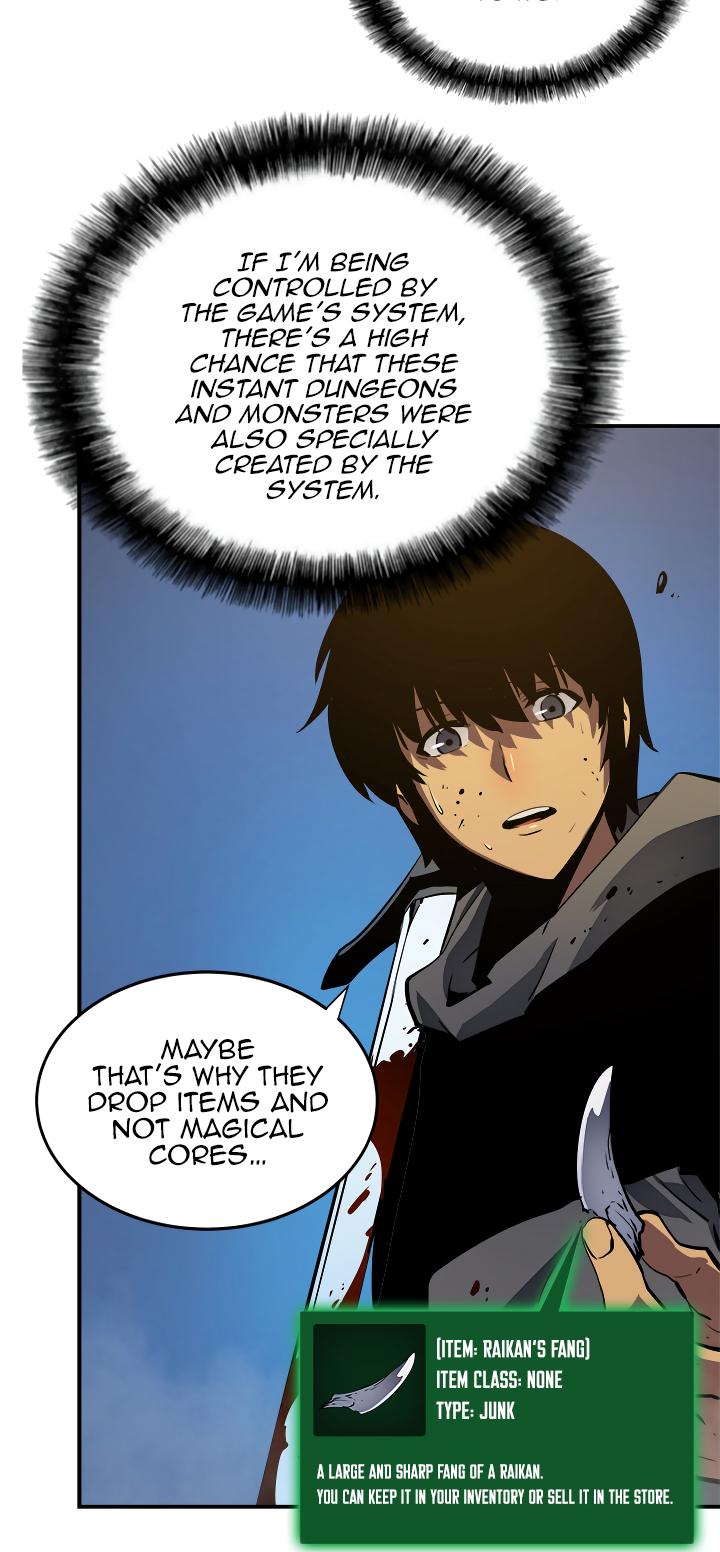 IF I'M BEING
CONTROLLED BY
THE GAME'S SYSTEM,
THERE'S A HIGH
CHANCE THAT THESE
INSTANT DUNGEONS
AND MONSTERS WERE
ALSO SPECIALLY
CREATED BY THE
SYSTEM.
MAYBE
THAT'S WHY THEY
DROP ITEMS AND
NOT MAGICAL
CORES...
[ITEM: RAIKAN'S FANG]
ITEM CLASS: NONE
TYPE: JUNK
A LARGE AND SHARP FANG OF A RAIKAN.
YOU CAN KEEP IT IN YOUR INVENTORY OR SELL IT IN THE STORE.